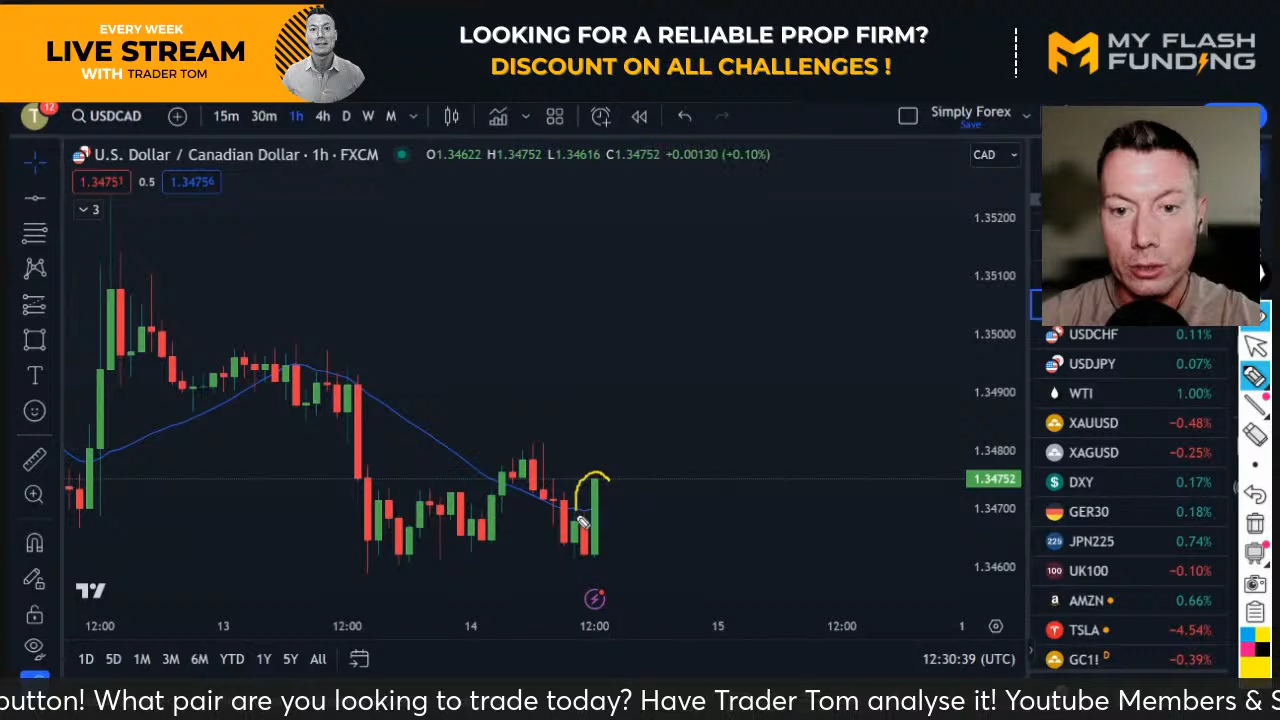 EVERY WEEK
LIVE STREAM
WITH TRADER TOM
LOOKING FOR A RELIABLE PROP FIRM?
DISCOUNT ON ALL CHALLENGES !
MY FLASH
FUNDING
T 12 USDCAD 15m 30m 1h 4h D W M Simply Forex
Save
U.S. Dollar / Canadian Dollar · 1h · FXCM O1.34622 H1.34752 L1.34616 C1.34752 +0.00130 (+0.10%) CAD
1.34751 0.5 1.34756
3
1.35200
1.35100
1.35000
1.34900
1.34800
1.34752
1.34700
1.34600
USDCHF 0.11%
USDJPY 0.07%
WTI 1.00%
XAUUSD −0.48%
XAGUSD −0.25%
DXY 0.17%
GER30 0.18%
225 JPN225 0.74%
100 UK100 −0.10%
AMZN 0.66%
TSLA −4.54%
GC1! D −0.39%
12:00 13 12:00 14 12:00 15 12:00 1
1D 5D 1M 3M 6M YTD 1Y 5Y All 12:30:39 (UTC)
button! What pair are you looking to trade today? Have Trader Tom analyse it! Youtube Members & S